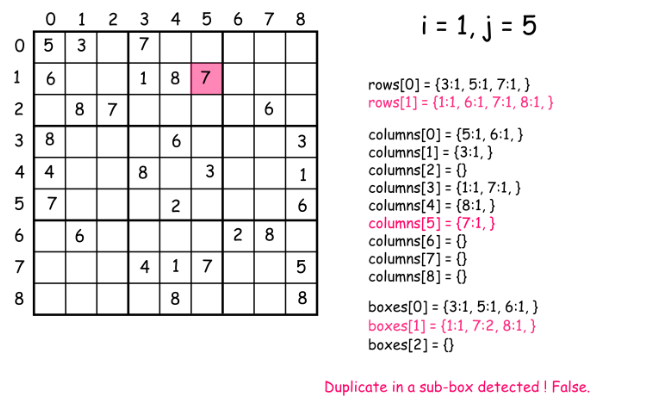 i = 1, j = 5
0 1 2 3 4 5 6 7 8
0 5 3 7
1 6 1 8 7
2 8 7 6
3 8 6 3
4 4 8 3 1
5 7 2 6
6 6 2 8
7 4 1 7 5
8 8 8
rows[0] = {3:1, 5:1, 7:1, }
rows[1] = {1:1, 6:1, 7:1, 8:1, }
columns[0] = {5:1, 6:1, }
columns[1] = {3:1, }
columns[2] = {}
columns[3] = {1:1, 7:1, }
columns[4] = {8:1, }
columns[5] = {7:1, }
columns[6] = {}
columns[7] = {}
columns[8] = {}
boxes[0] = {3:1, 5:1, 6:1, }
boxes[1] = {1:1, 7:2, 8:1, }
boxes[2] = {}
Duplicate in a sub-box detected ! False.